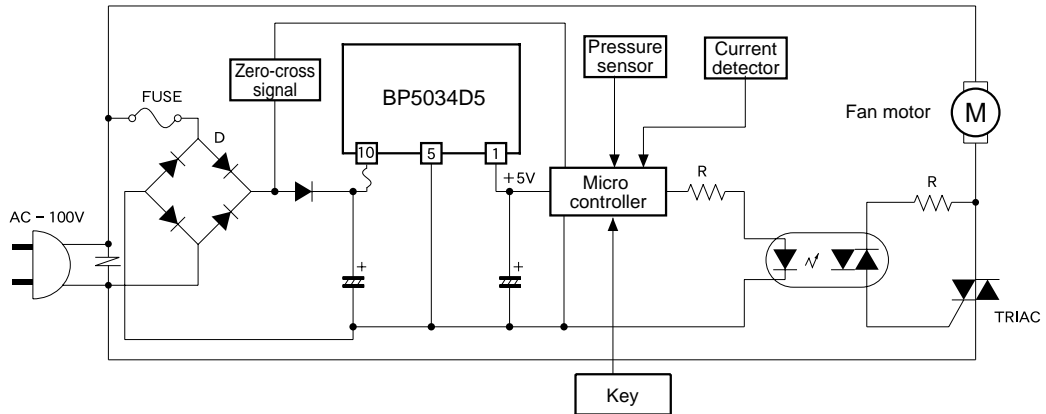 Zero-cross
signal
BP5034D5
Pressure
sensor
Current
detector
FUSE
D
Fan motor
M
10
5
1
+5V
Micro
controller
R
R
AC-100V
+
+
TRIAC
Key